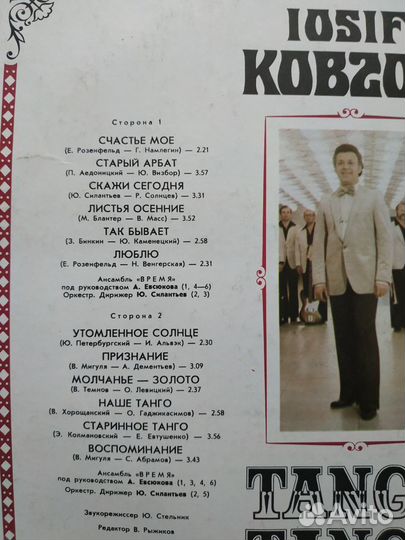 IOSIF
KOBZO
Сторона 1
СЧАСТЬЕ МОЕ
(Е. Розенфельд — Г. Намлегин) — 2.21
СТАРЫЙ АРБАТ
(П. Аедоницкий — Ю. Визбор) — 3.57
СКАЖИ СЕГОДНЯ
(Ю. Силантьев — Р. Солнцев) — 3.31
ЛИСТЬЯ ОСЕННИЕ
(М. Блантер — В. Масс) — 3.52
ТАК БЫВАЕТ
(З. Бинкин — Ю. Каменецкий) — 2.58
ЛЮБЛЮ
(Е. Розенфельд — Н. Венгерская) — 2.31
Ансамбль «ВРЕМЯ»
под руководством А. Евсюкова (1, 4—6)
Оркестр. Дирижер Ю. Силантьев (2, 3)
Сторона 2
УТОМЛЕННОЕ СОЛНЦЕ
(Ю. Петербургский — И. Альвэк) — 2.30
ПРИЗНАНИЕ
(В. Мигуля — А. Дементьев) — 3.09
МОЛЧАНЬЕ — ЗОЛОТО
(В. Темнов — О. Левицкий) — 2.37
НАШЕ ТАНГО
(В. Хорощанский — О. Гаджикасимов) — 2.58
СТАРИННОЕ ТАНГО
(Э. Колмановский — Е. Евтушенко) — 3.56
ВОСПОМИНАНИЕ
(В. Мигуля — С. Абрамов) — 3.43
Ансамбль «ВРЕМЯ»
под руководством А. Евсюкова (1, 3, 4, 6)
Оркестр. Дирижер Ю. Силантьев (2, 5)
Звукорежиссер Ю. Стельник
Редактор В. Рыжиков
TANG
TANG
Avito